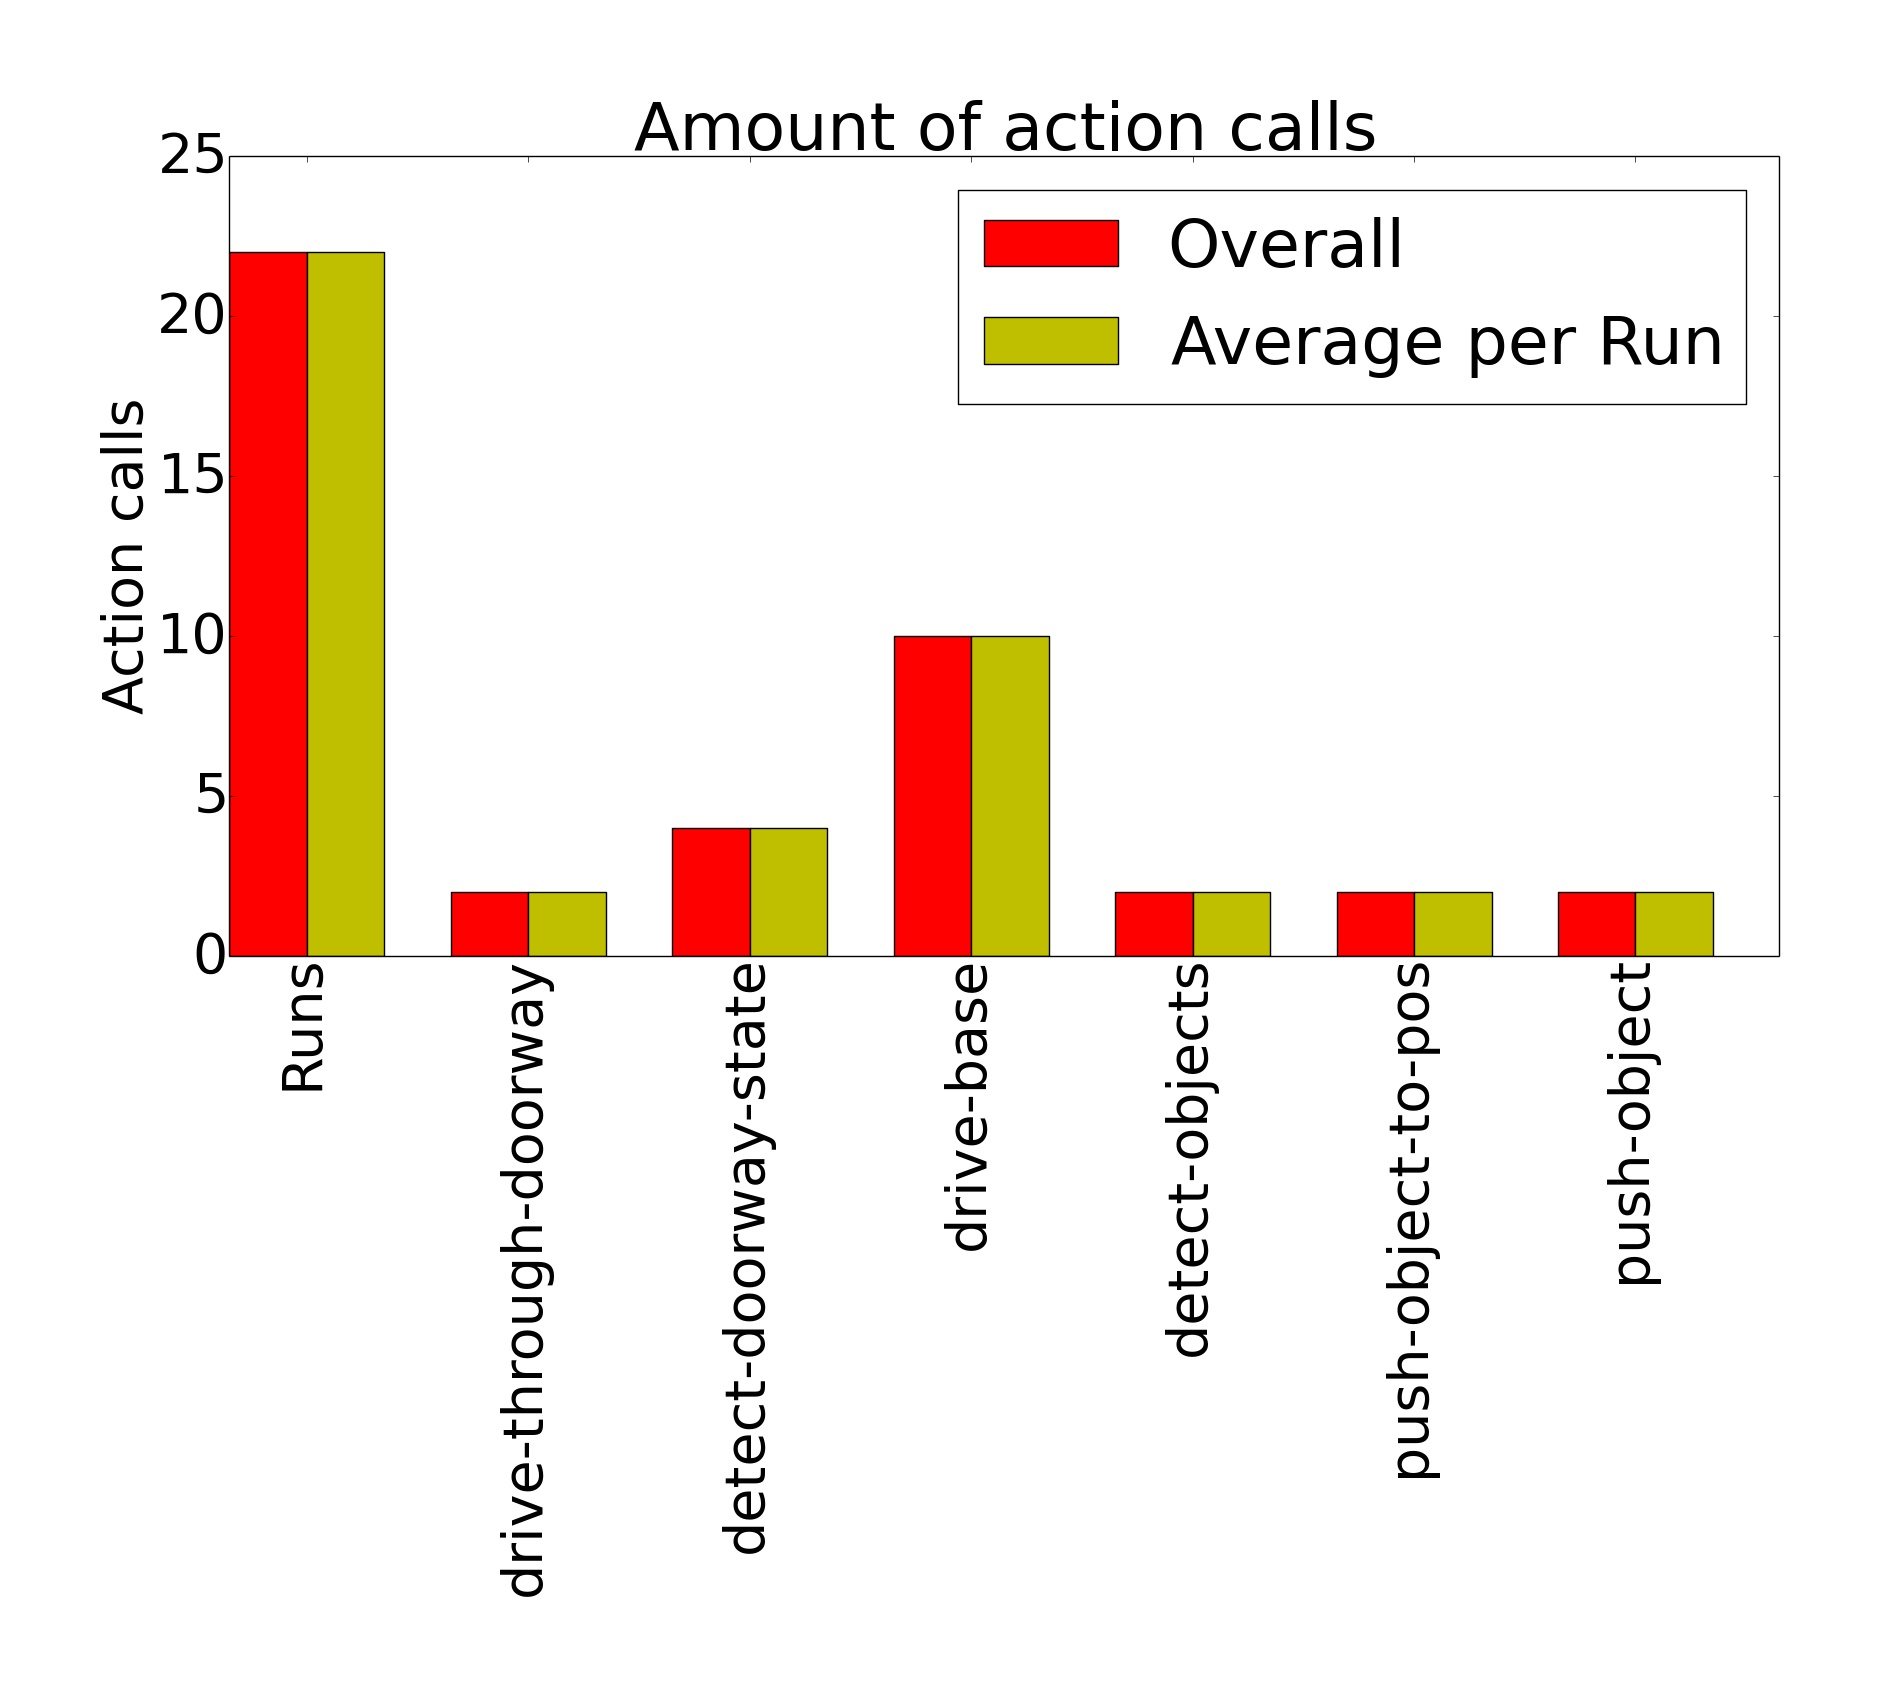 Amount of action calls
25
20
15
10
5
0
Action calls
Overall
Average per Run
Runs
drive-through-doorway
detect-doorway-state
drive-base
detect-objects
push-object-to-pos
push-object